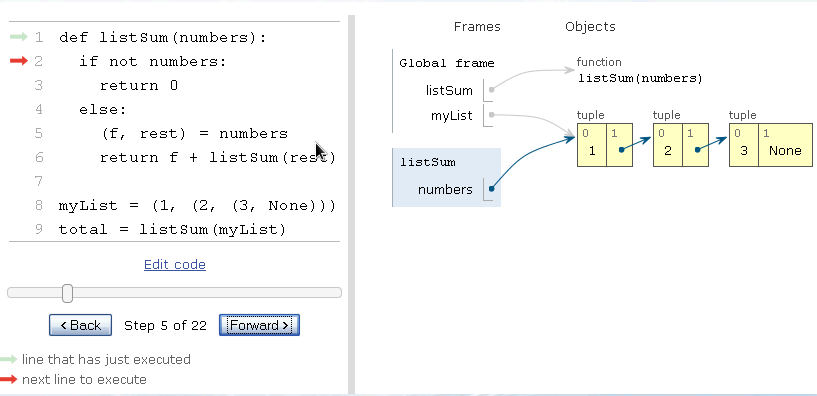 1 def listSum(numbers):
2 if not numbers:
3 return 0
4 else:
5 (f, rest) = numbers
6 return f + listSum(rest)
7
8 myList = (1, (2, (3, None)))
9 total = listSum(myList)
Edit code
< Back Step 5 of 22 Forward >
line that has just executed
next line to execute
Frames Objects
Global frame
listSum
myList
listSum
numbers
function
listSum(numbers)
tuple tuple tuple
0 1 0 1 0 1
1 2 3 None